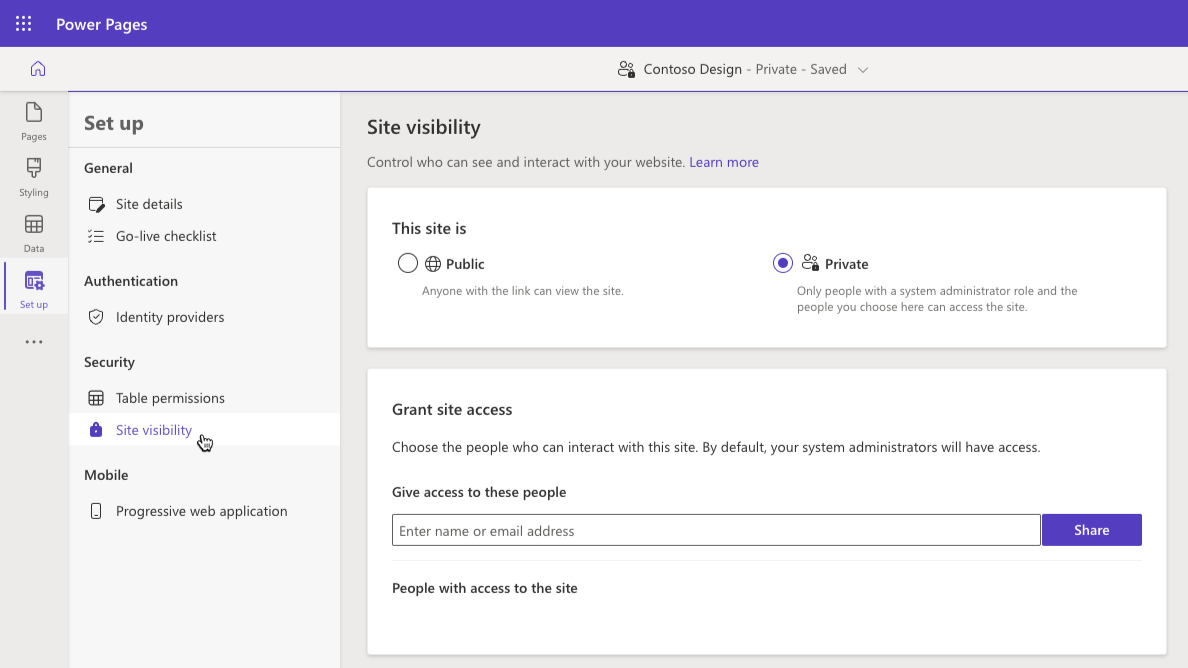 Power Pages
Contoso Design - Private - Saved
Pages
Styling
Data
Set up
Set up
General
Site details
Go-live checklist
Authentication
Identity providers
Security
Table permissions
Site visibility
Mobile
Progressive web application
Site visibility
Control who can see and interact with your website. Learn more
This site is
Public
Anyone with the link can view the site.
Private
Only people with a system administrator role and the
people you choose here can access the site.
Grant site access
Choose the people who can interact with this site. By default, your system administrators will have access.
Give access to these people
Enter name or email address
Share
People with access to the site